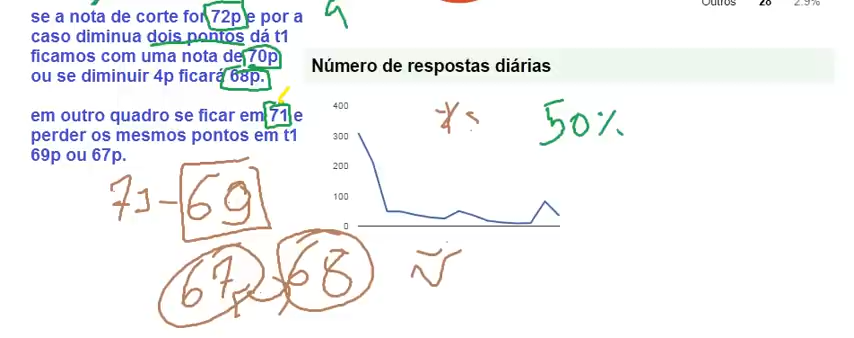 se a nota de corte for 72p e por a
caso diminua dois pontos dá t1
ficamos com uma nota de 70p
ou se diminuir 4p ficará 68p.
em outro quadro se ficar em 71 e
perder os mesmos pontos em t1
69p ou 67p.
71-69
67 68
Outros 28 2.9%
Número de respostas diárias
400
300
200
100
0
50%